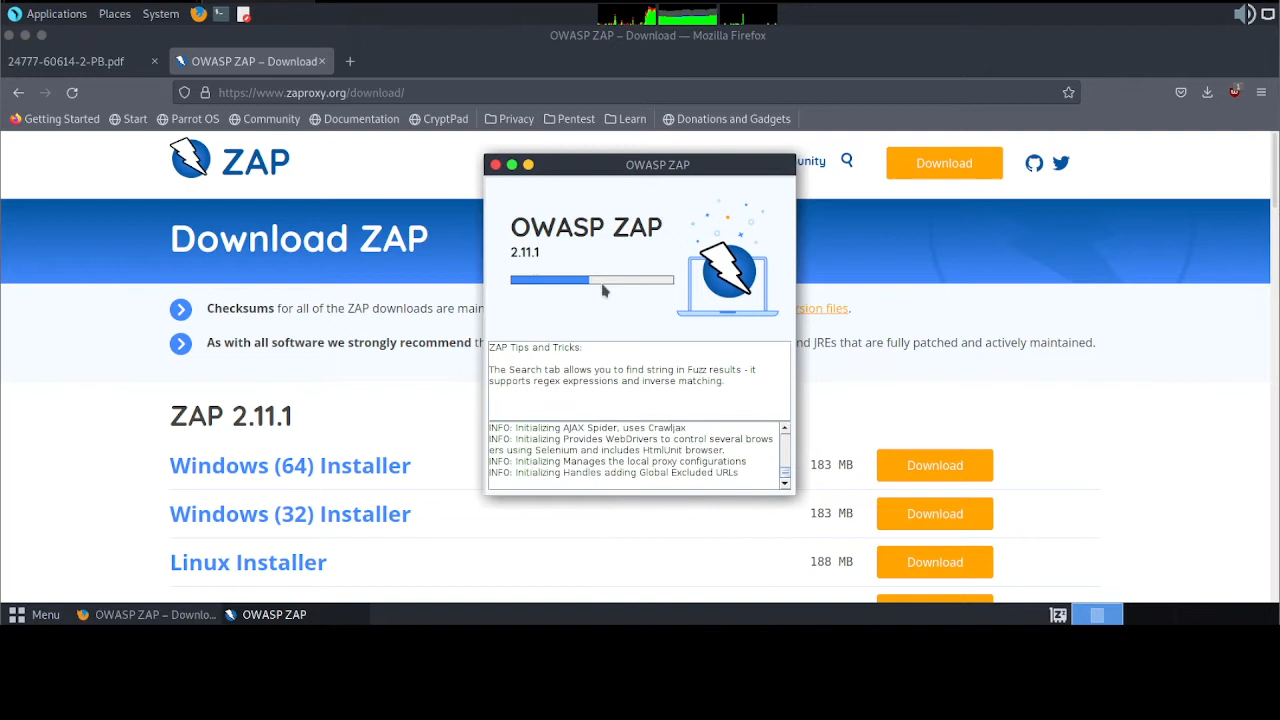 Applications Places System
OWASP ZAP – Download — Mozilla Firefox
24777-60614-2-PB.pdf × OWASP ZAP – Download × +
https://www.zaproxy.org/download/
Getting Started Start Parrot OS Community Documentation CryptPad Privacy Pentest Learn Donations and Gadgets
ZAP
unity
Download
Download ZAP
Checksums for all of the ZAP downloads are mai
sion files.
As with all software we strongly recommend th
nd JREs that are fully patched and actively maintained.
ZAP 2.11.1
Windows (64) Installer 183 MB Download
Windows (32) Installer 183 MB Download
Linux Installer 188 MB Download
OWASP ZAP
OWASP ZAP
2.11.1
ZAP Tips and Tricks:
The Search tab allows you to find string in Fuzz results - it
supports regex expressions and inverse matching.
INFO: Initializing AJAX Spider, uses Crawljax
INFO: Initializing Provides WebDrivers to control several brows
ers using Selenium and includes HtmlUnit browser.
INFO: Initializing Manages the local proxy configurations
INFO: Initializing Handles adding Global Excluded URLs
Menu OWASP ZAP – Downlo... OWASP ZAP